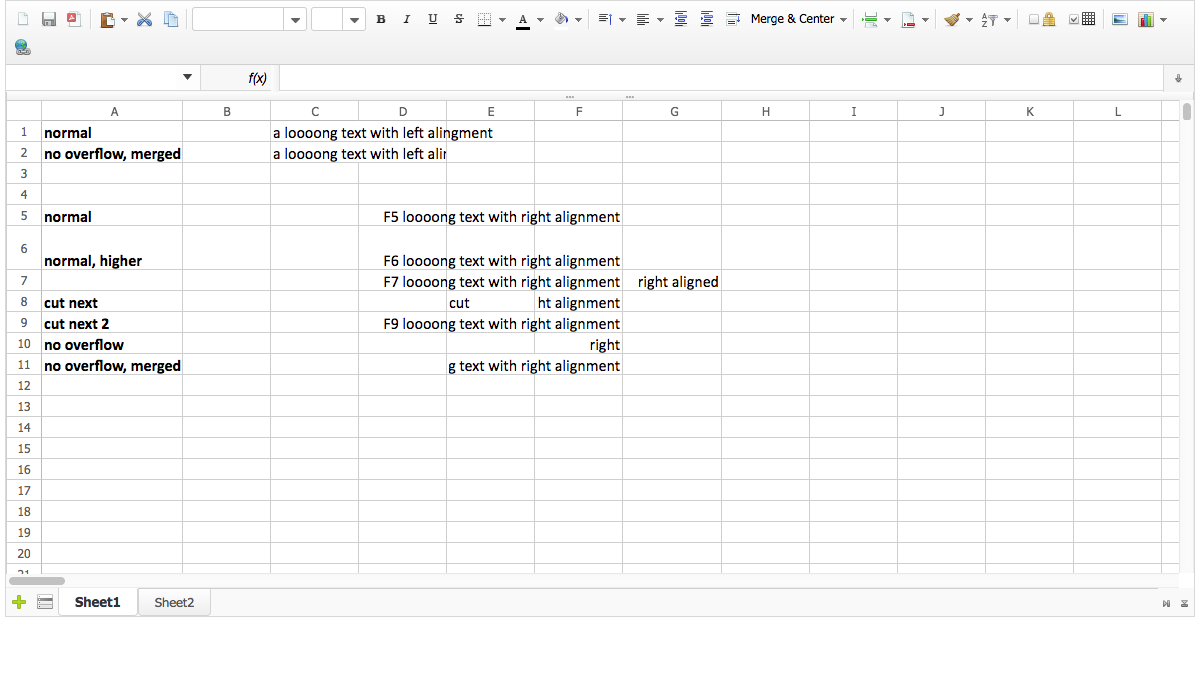 B I U S A Merge & Center A Z
f(x)
A B C D E F G H I J K L
1 normal a loooong text with left alingment
2 no overflow, merged a loooong text with left alin
3
4
5 normal F5 loooong text with right alignment
6 normal, higher F6 loooong text with right alignment
7 F7 loooong text with right alignment right aligned
8 cut next cut ht alignment
9 cut next 2 F9 loooong text with right alignment
10 no overflow right
11 no overflow, merged g text with right alignment
12
13
14
15
16
17
18
19
20
21
Sheet1 Sheet2